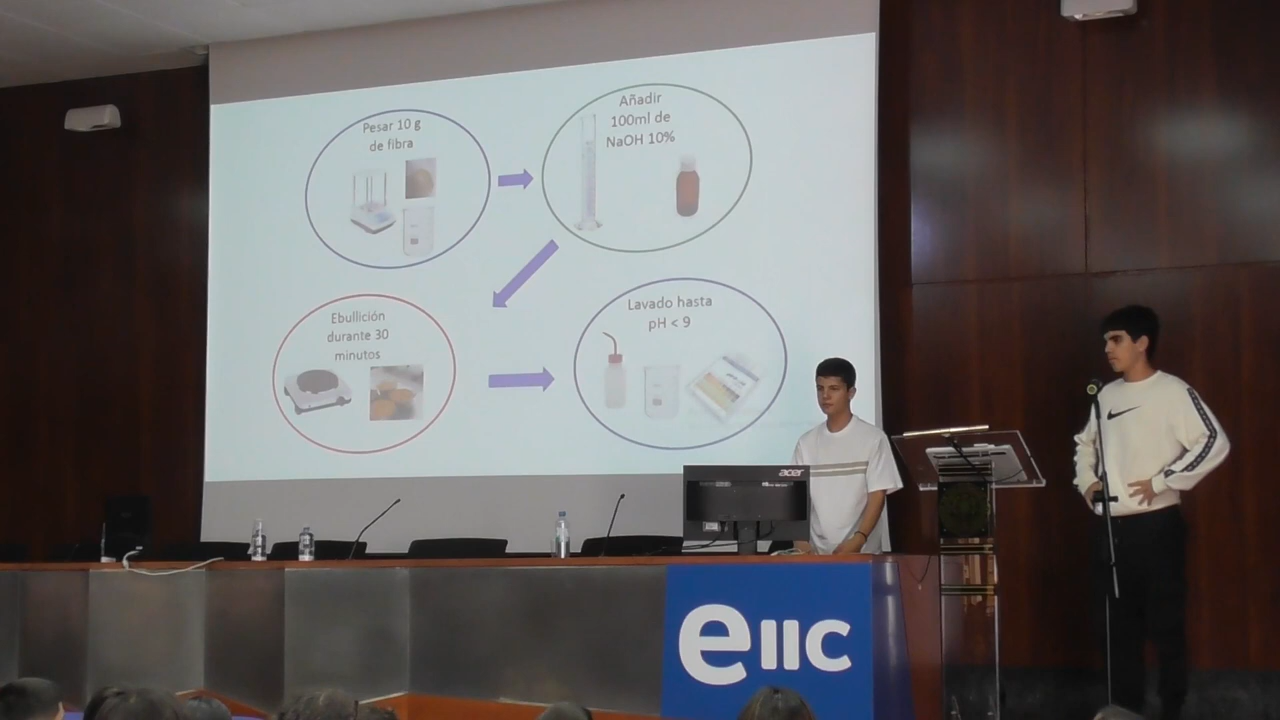 Pesar 10 g
de fibra
Añadir
100ml de
NaOH 10%
Ebullición
durante 30
minutos
Lavado hasta
pH < 9
acer
eIIC